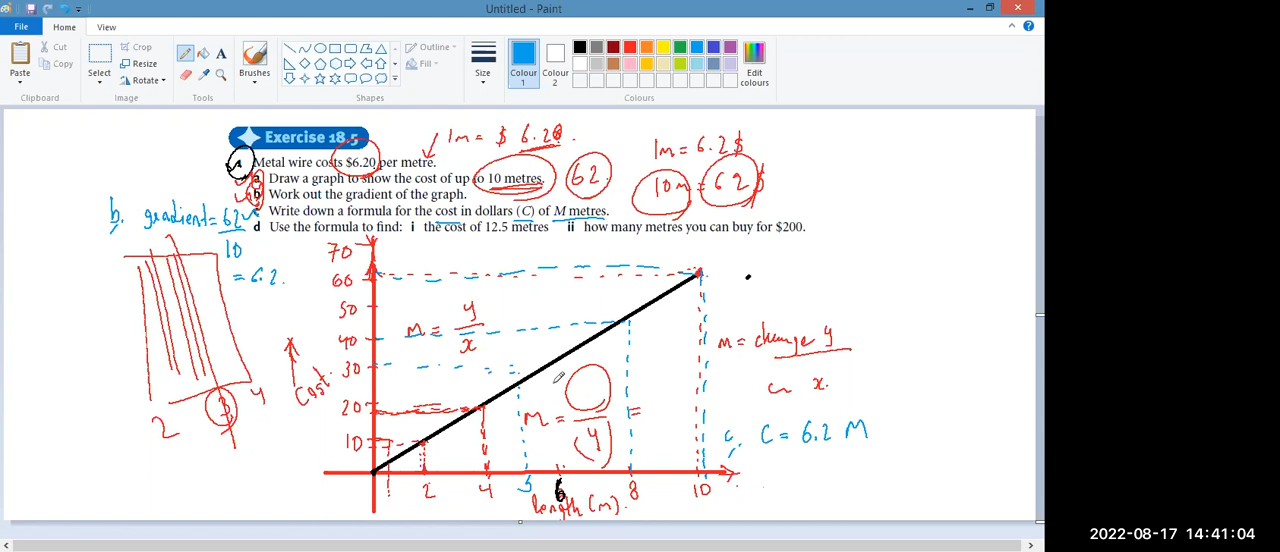 Untitled - Paint
File Home View
Paste
Cut
Copy
Clipboard
Select
Crop
Resize
Rotate
Image
Tools
Brushes
Shapes
Outline
Fill
Size
Colour 1
Colour 2
Colours
Edit colours
Exercise 18.5
1m = $ 6.20.
1m = 6.2 $
Metal wire costs $6.20 per metre.
a Draw a graph to show the cost of up to 10 metres.
62
10m = 62 $
b Work out the gradient of the graph.
c Write down a formula for the cost in dollars (C) of M metres.
d Use the formula to find: i the cost of 12.5 metres ii how many metres you can buy for $200.
b. gradient = 62
10
= 6.2.
2 3 4
70
60
50
40
30
20
10
Cost
2 4 5 6 8 10
length (m).
m = y
x
m =
(4) =
m = change y
x.
c. C = 6.2 M
2022-08-17 14:41:04